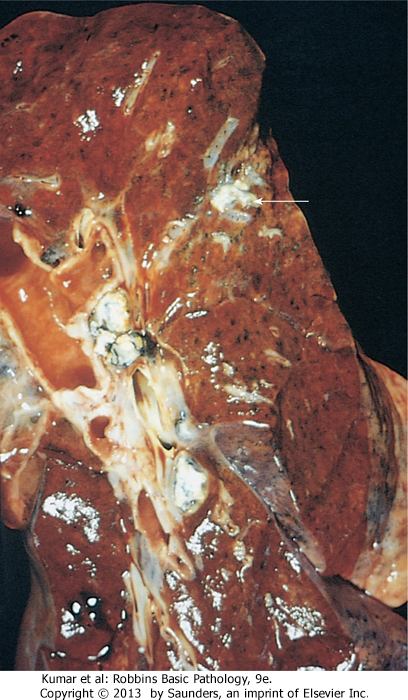 Kumar et al: Robbins Basic Pathology, 9e.
Copyright © 2013 by Saunders, an imprint of Elsevier Inc.